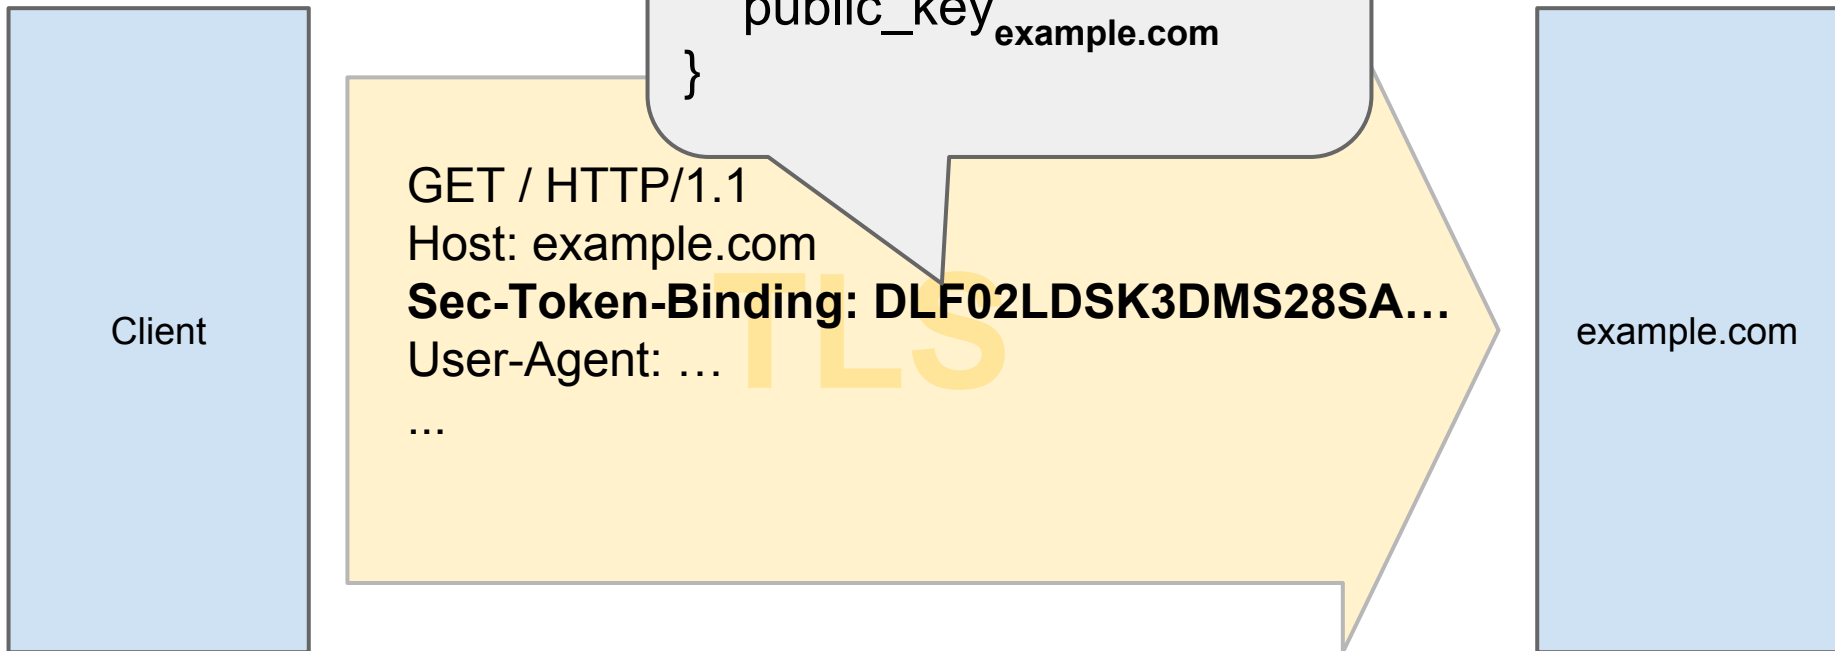 public_key example.com
}
GET / HTTP/1.1
Host: example.com
Sec-Token-Binding: DLF02LDSK3DMS28SA…
User-Agent: …
...
TLS
Client
example.com